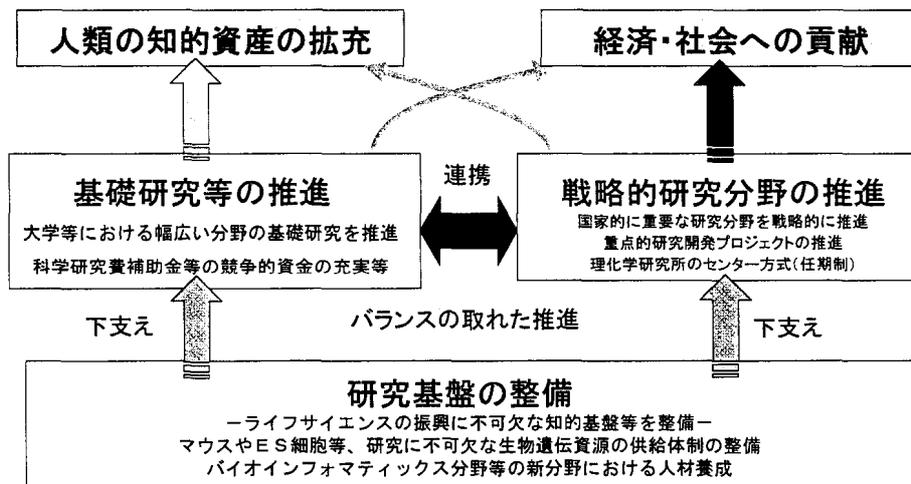 人類の知的資産の拡充
経済・社会への貢献
基礎研究等の推進
大学等における幅広い分野の基礎研究を推進
科学研究費補助金等の競争的資金の充実等
連携
戦略的研究分野の推進
国家的に重要な研究分野を戦略的に推進
重点的研究開発プロジェクトの推進
理化学研究所のセンター方式(任期制)
下支え
バランスの取れた推進
下支え
研究基盤の整備
－ライフサイエンスの振興に不可欠な知的基盤等を整備－
マウスやES細胞等、研究に不可欠な生物遺伝資源の供給体制の整備
バイオインフォマティックス分野等の新分野における人材養成